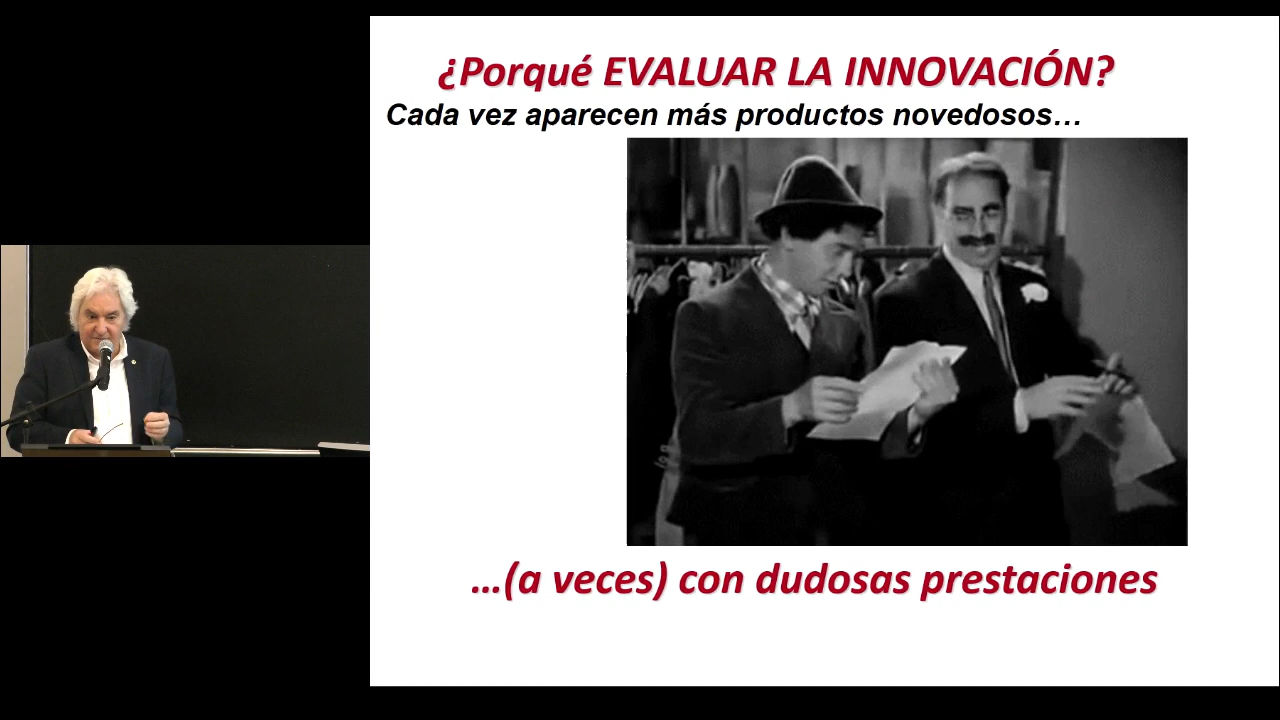 ¿Porqué EVALUAR LA INNOVACIÓN?
Cada vez aparecen más productos novedosos…
…(a veces) con dudosas prestaciones